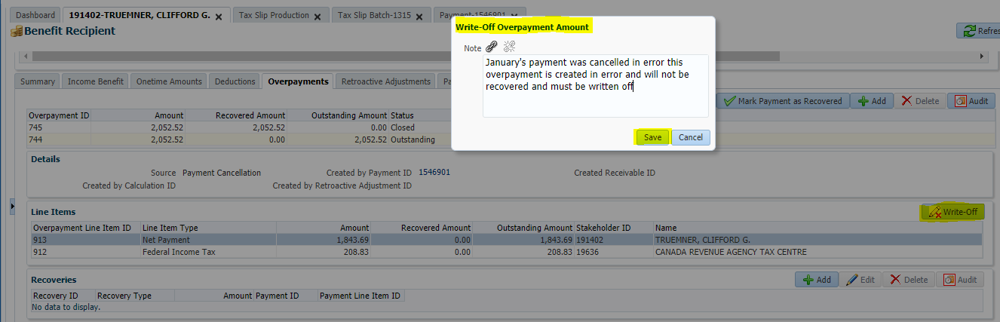 Dashboard 191402-TRUEMNER, CLIFFORD G. Tax Slip Production Tax Slip Batch-1315 Payment-1546901
Benefit Recipient
Write-Off Overpayment Amount
Refres
Note
January's payment was cancelled in error this
overpayment is created in error and will not be
recovered and must be written off
Save Cancel
Summary Income Benefit Onetime Amounts Deductions Overpayments Retroactive Adjustments Pa
Mark Payment as Recovered Add Delete Audit
Overpayment ID Amount Recovered Amount Outstanding Amount Status
745 2,052.52 2,052.52 0.00 Closed
744 2,052.52 0.00 2,052.52 Outstanding
Details
Source Payment Cancellation Created by Payment ID 1546901 Created Receivable ID
Created by Calculation ID Created by Retroactive Adjustment ID
Line Items
Write-Off
Overpayment Line Item ID Line Item Type Amount Recovered Amount Outstanding Amount Stakeholder ID Name
913 Net Payment 1,843.69 0.00 1,843.69 191402 TRUEMNER, CLIFFORD G.
912 Federal Income Tax 208.83 0.00 208.83 19636 CANADA REVENUE AGENCY TAX CENTRE
Recoveries
Add Edit Delete Audit
Recovery ID Recovery Type Amount Payment ID Payment Line Item ID
No data to display.